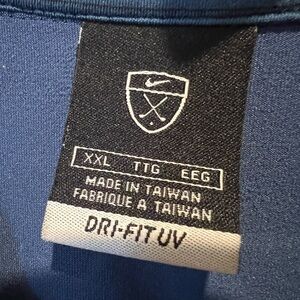 XXL TTG EEG
MADE IN TAIWAN
FABRIQUE A TAIWAN
DRI-FIT UV